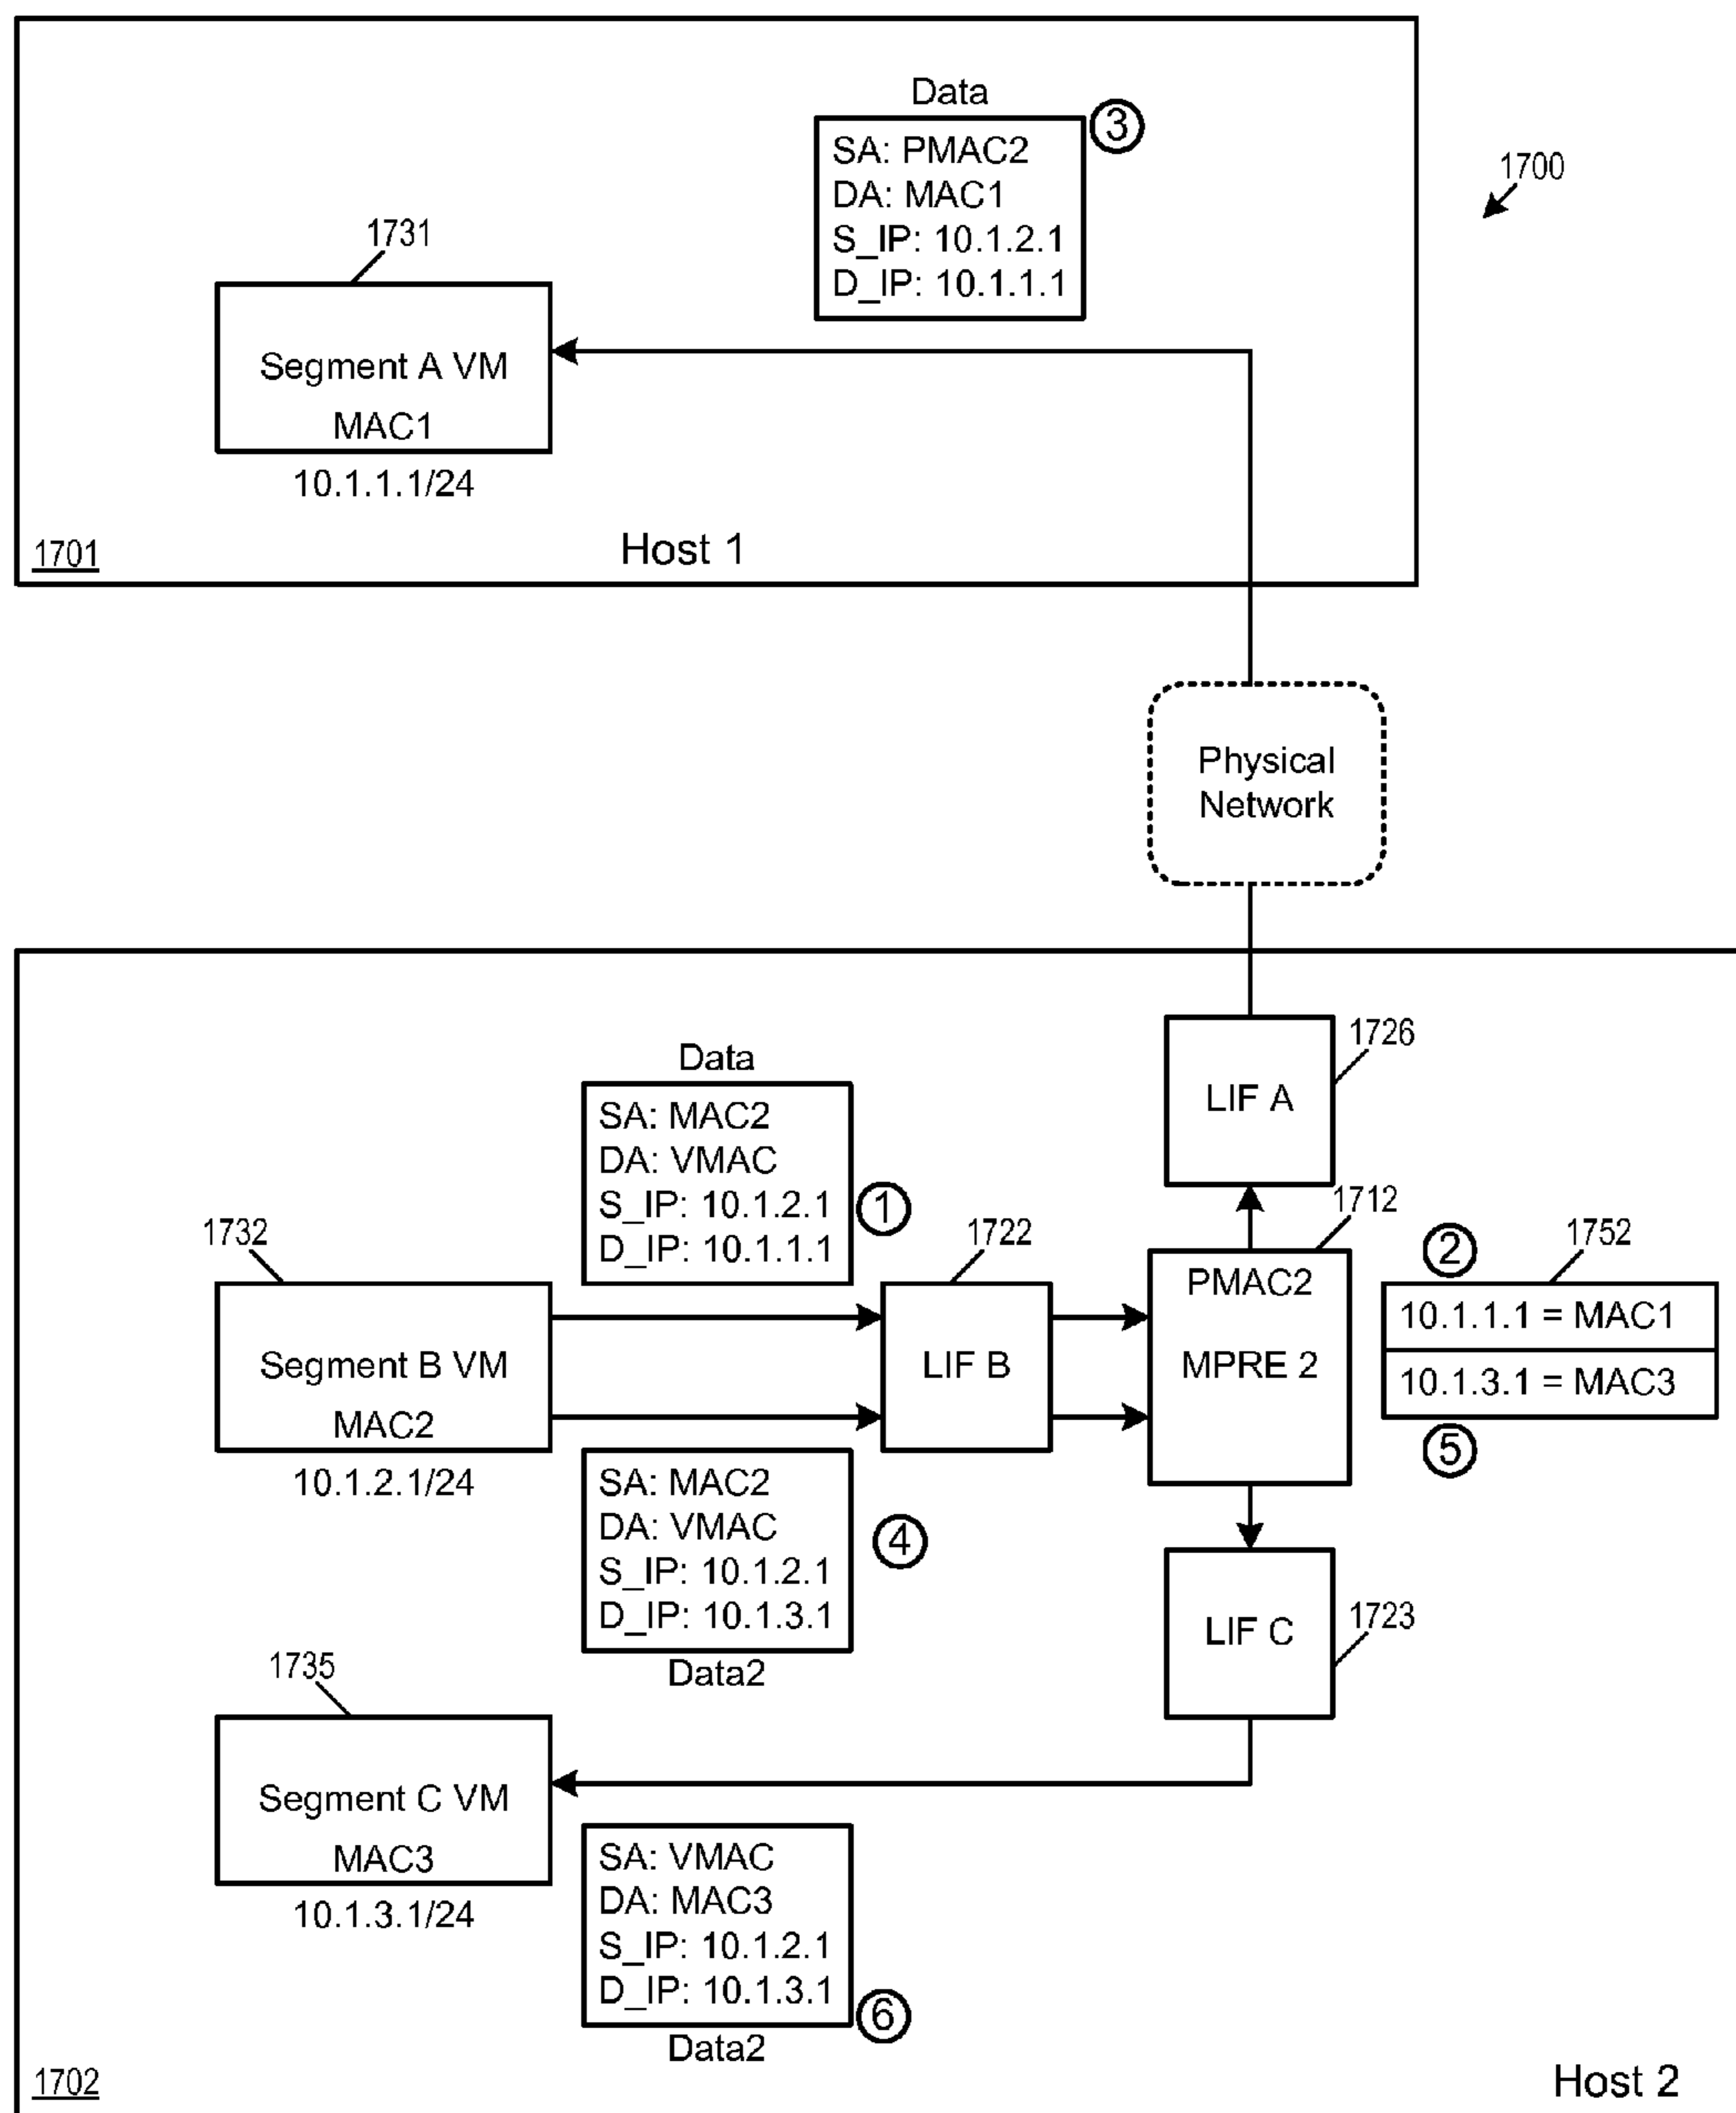 Data
3
SA: PMAC2
DA: MAC1
S_IP: 10.1.2.1
D_IP: 10.1.1.1
1700
1731
Segment A VM
MAC1
10.1.1.1/24
1701
Host 1
Physical
Network
1726
LIF A
Data
SA: MAC2
DA: VMAC
S_IP: 10.1.2.1
D_IP: 10.1.1.1
1
1732
1722
1712
2
1752
Segment B VM
MAC2
10.1.2.1/24
LIF B
PMAC2
MPRE 2
10.1.1.1 = MAC1
10.1.3.1 = MAC3
5
SA: MAC2
DA: VMAC
S_IP: 10.1.2.1
D_IP: 10.1.3.1
Data2
4
LIF C
1723
1735
Segment C VM
MAC3
10.1.3.1/24
SA: VMAC
DA: MAC3
S_IP: 10.1.2.1
D_IP: 10.1.3.1
6
Data2
1702
Host 2